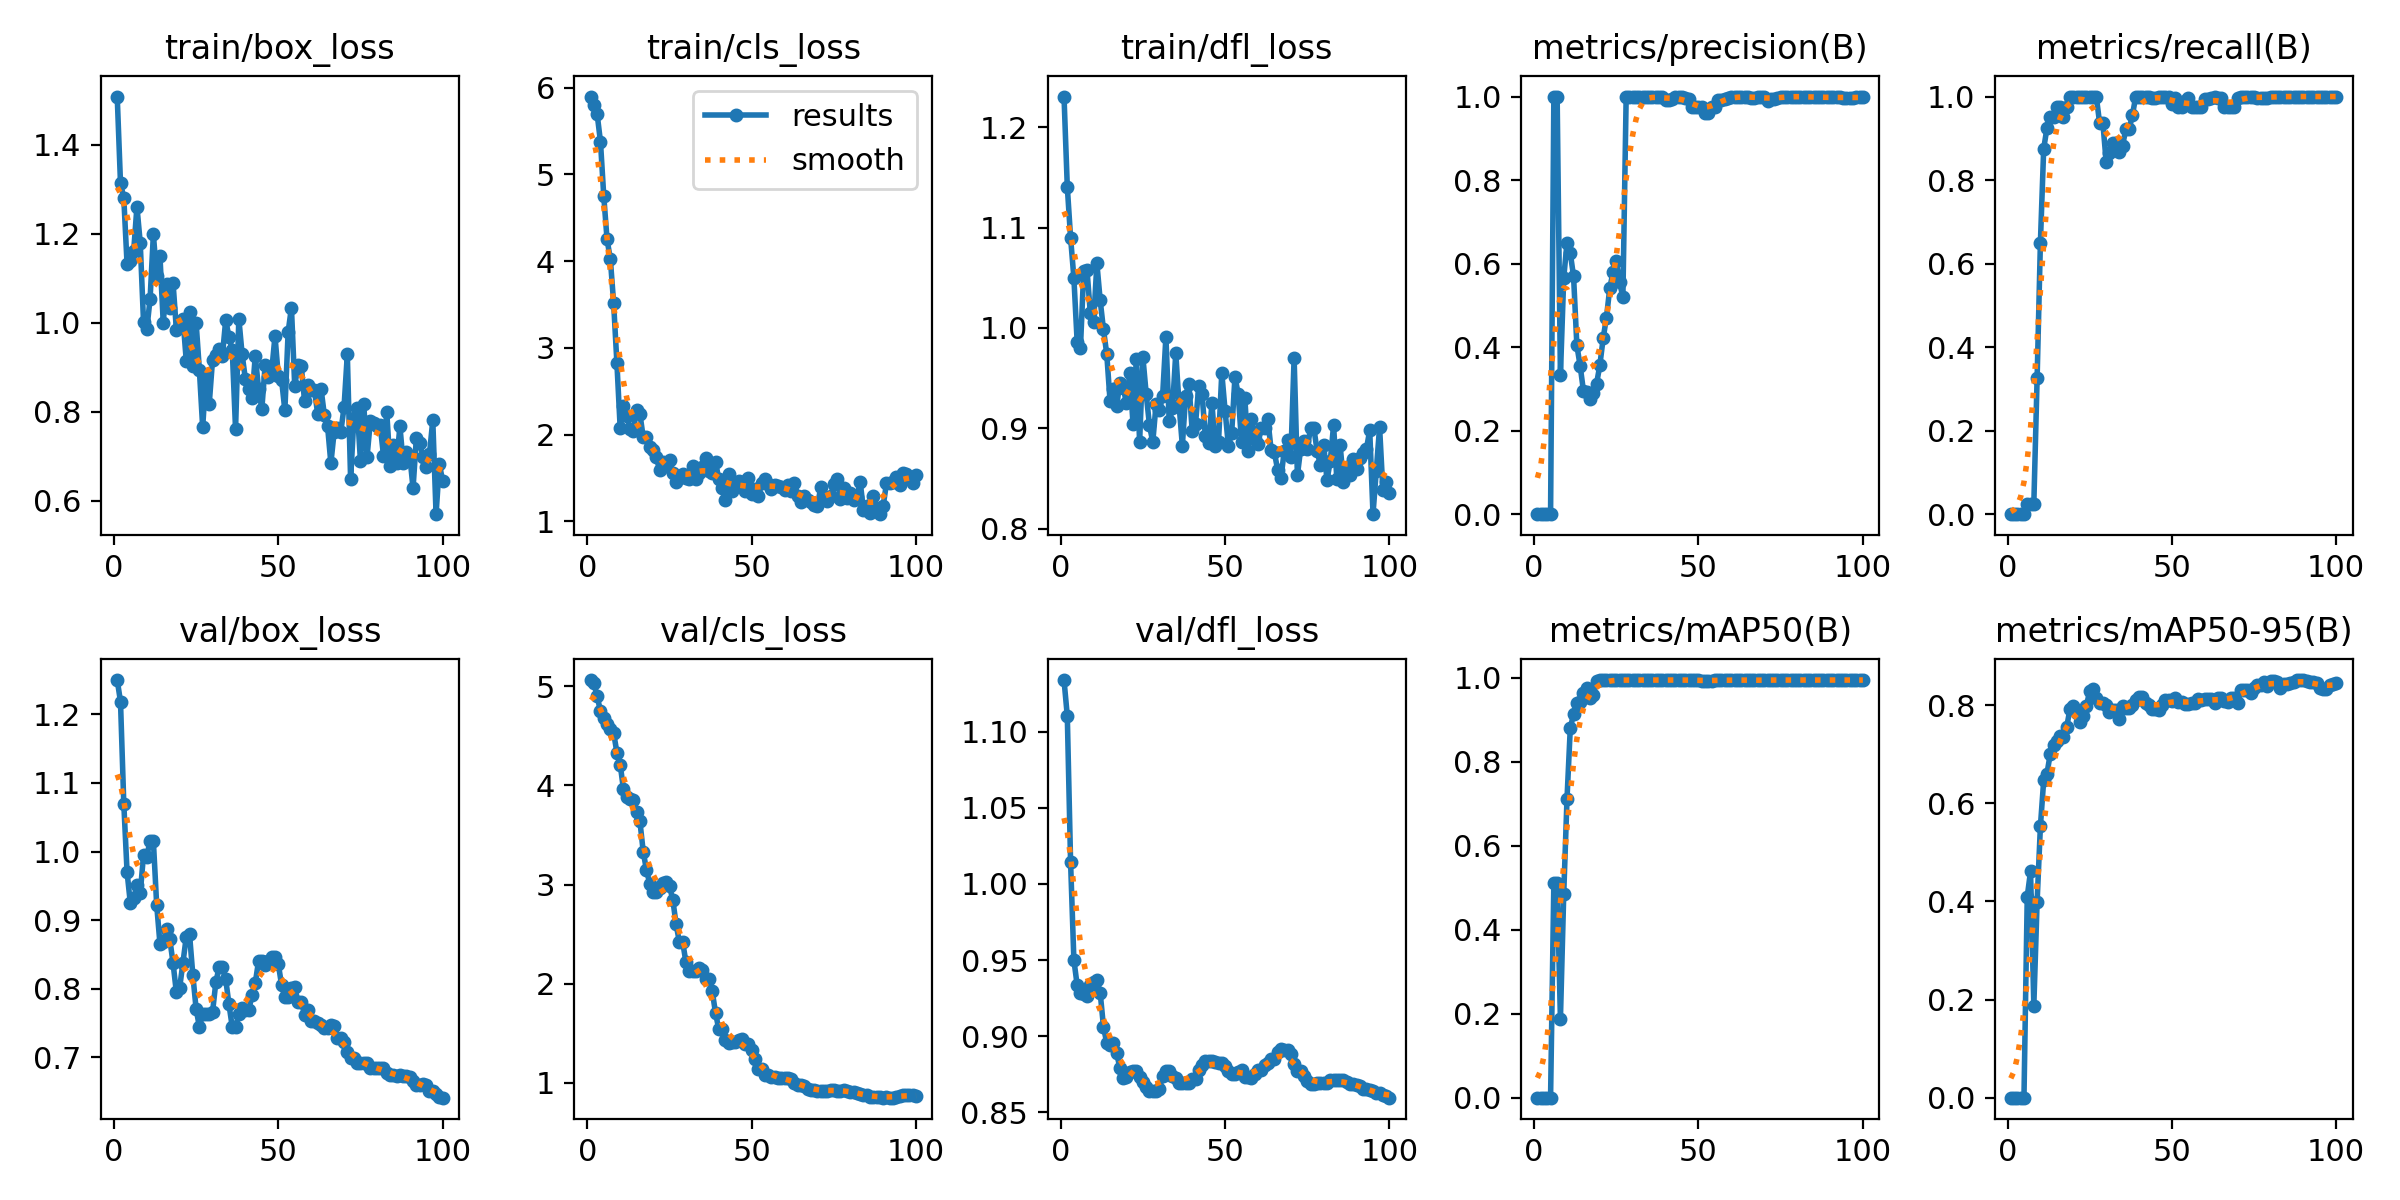 train/box_loss
train/cls_loss
train/dfl_loss
metrics/precision(B)
metrics/recall(B)
1.4
1.2
1.0
0.8
0.6
0 50 100
6
5
4
3
2
1
0 50 100
results
smooth
1.2
1.1
1.0
0.9
0.8
0 50 100
1.0
0.8
0.6
0.4
0.2
0.0
0 50 100
1.0
0.8
0.6
0.4
0.2
0.0
0 50 100
val/box_loss
val/cls_loss
val/dfl_loss
metrics/mAP50(B)
metrics/mAP50-95(B)
1.2
1.1
1.0
0.9
0.8
0.7
0 50 100
5
4
3
2
1
0 50 100
1.10
1.05
1.00
0.95
0.90
0.85
0 50 100
1.0
0.8
0.6
0.4
0.2
0.0
0 50 100
0.8
0.6
0.4
0.2
0.0
0 50 100